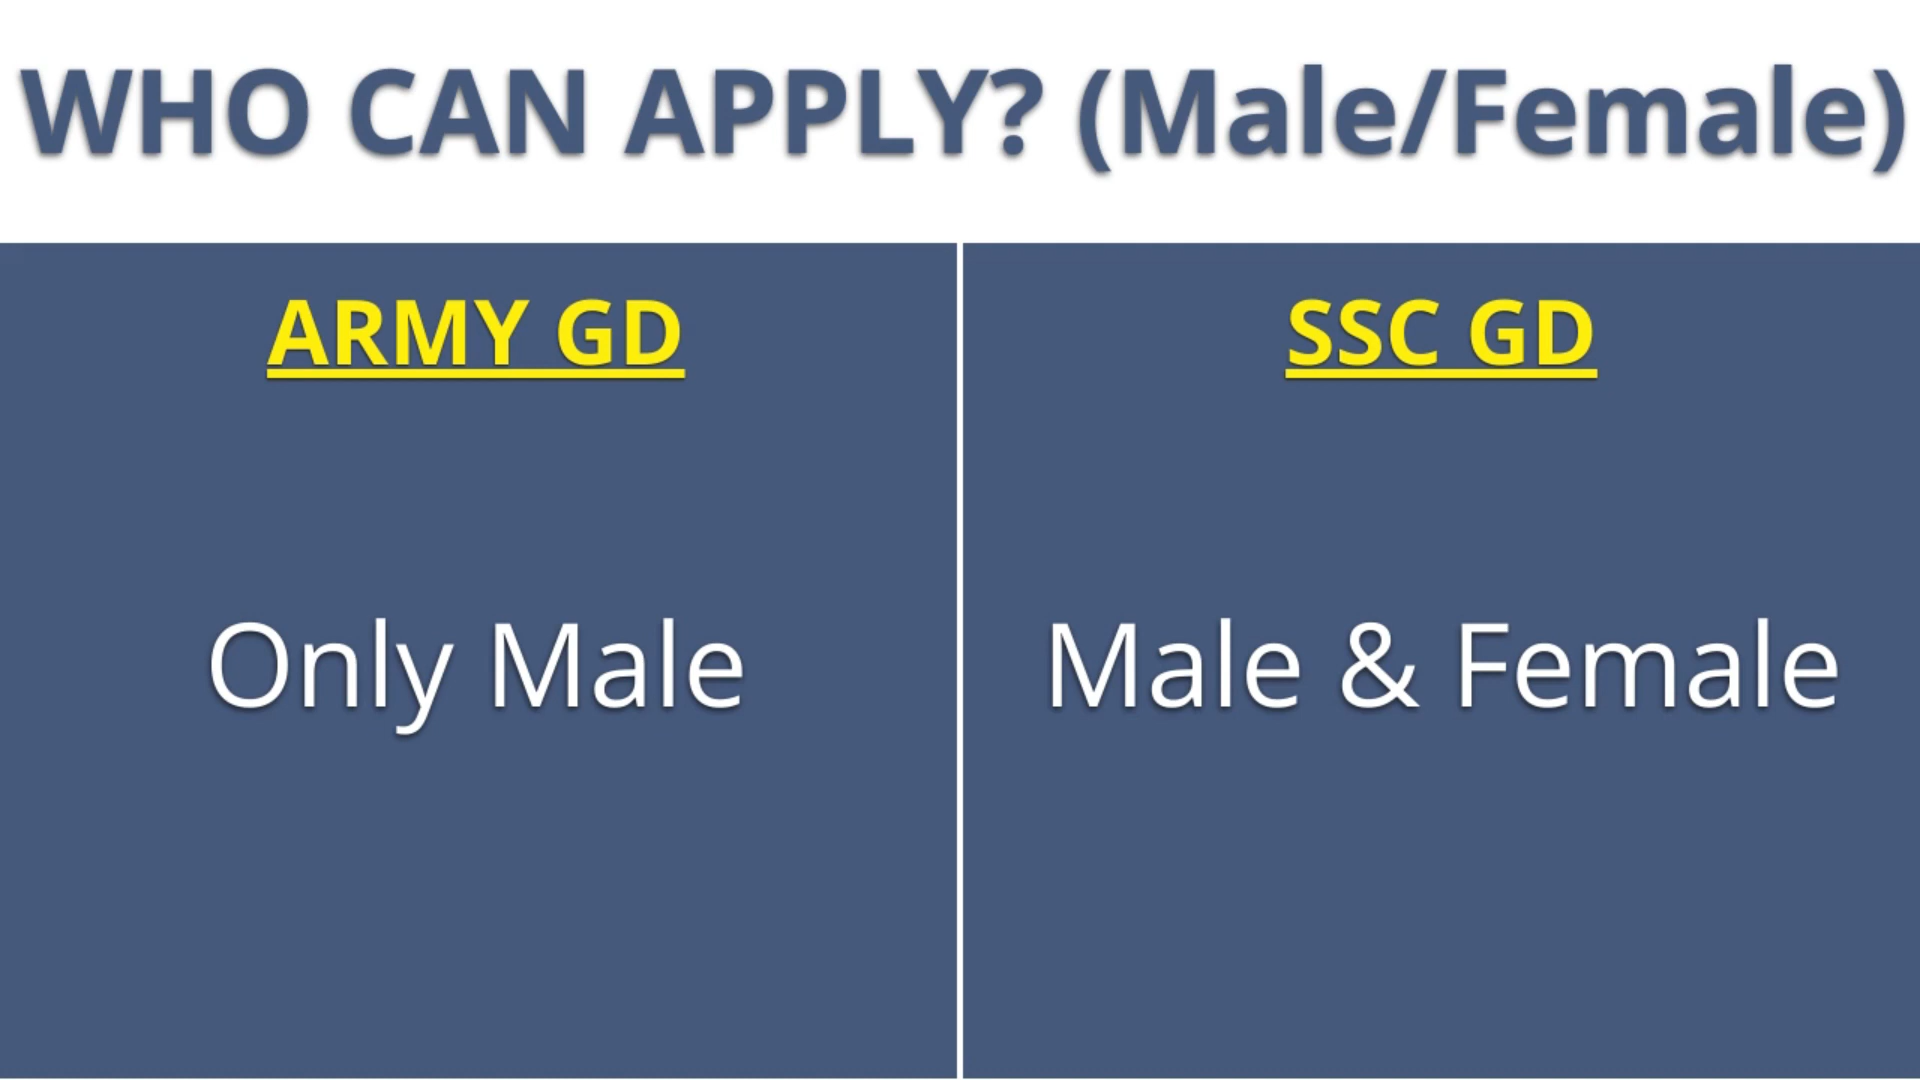 WHO CAN APPLY? (Male/Female)
ARMY GD
Only Male
SSC GD
Male & Female